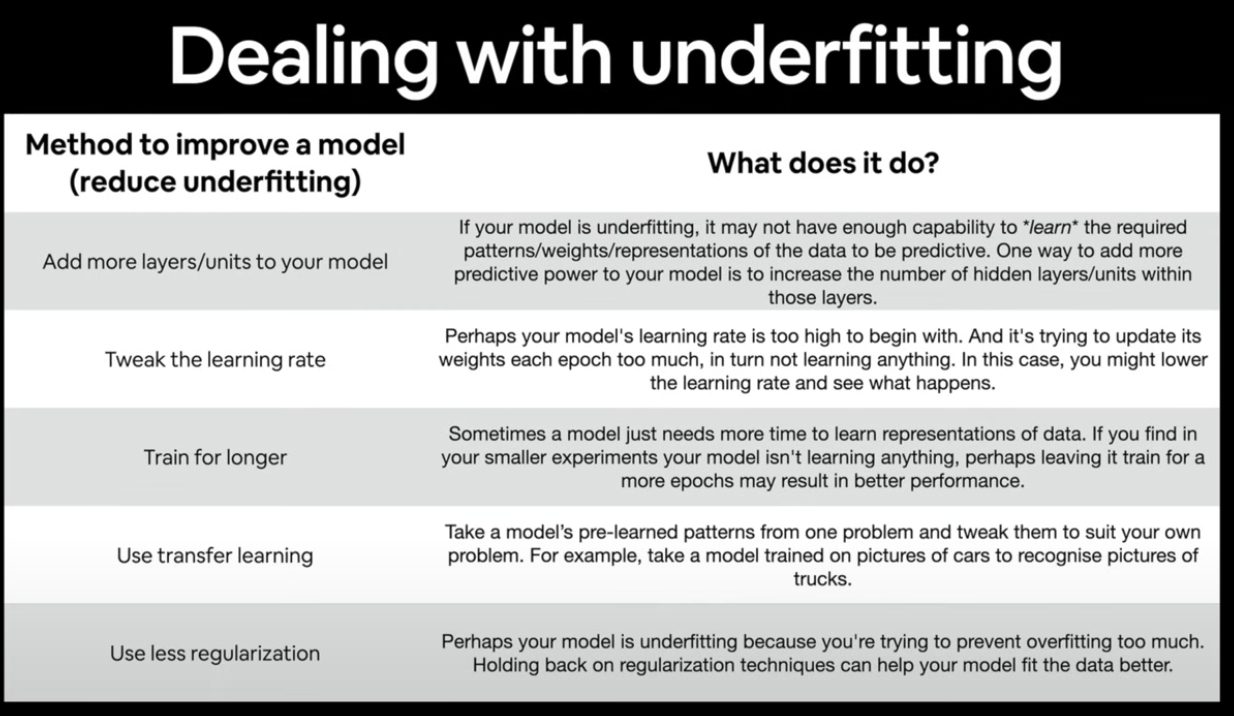 Dealing with underfitting
Method to improve a model
(reduce underfitting)
What does it do?
Add more layers/units to your model
If your model is underfitting, it may not have enough capability to *learn* the required
patterns/weights/representations of the data to be predictive. One way to add more
predictive power to your model is to increase the number of hidden layers/units within
those layers.
Tweak the learning rate
Perhaps your model's learning rate is too high to begin with. And it's trying to update its
weights each epoch too much, in turn not learning anything. In this case, you might lower
the learning rate and see what happens.
Train for longer
Sometimes a model just needs more time to learn representations of data. If you find in
your smaller experiments your model isn't learning anything, perhaps leaving it train for a
more epochs may result in better performance.
Use transfer learning
Take a model’s pre-learned patterns from one problem and tweak them to suit your own
problem. For example, take a model trained on pictures of cars to recognise pictures of
trucks.
Use less regularization
Perhaps your model is underfitting because you're trying to prevent overfitting too much.
Holding back on regularization techniques can help your model fit the data better.